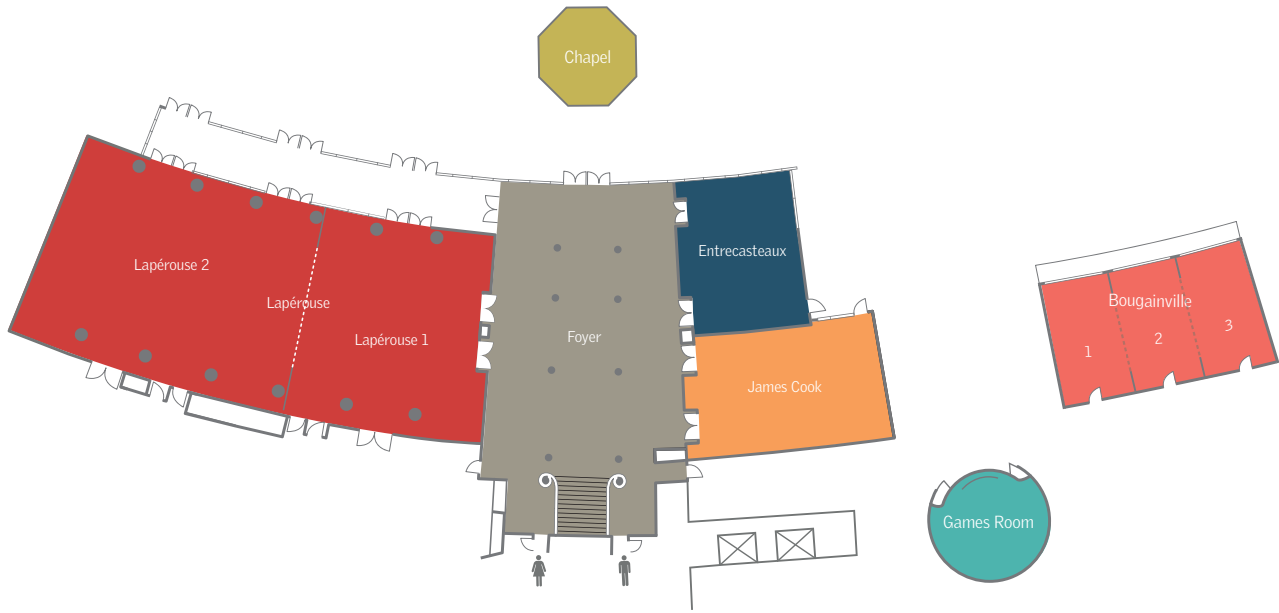 Chapel
Lapérouse 2
Lapérouse
Lapérouse 1
Foyer
Entrecasteaux
James Cook
Bougainville
1
2
3
Games Room